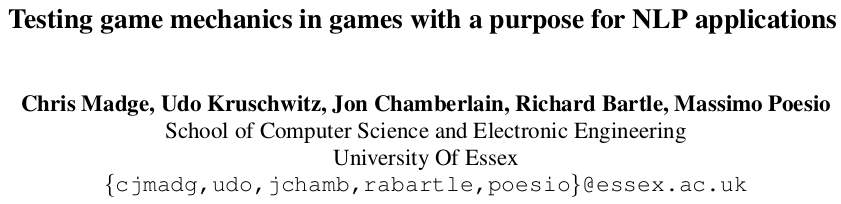 Testing game mechanics in games with a purpose for NLP applications
Chris Madge, Udo Kruschwitz, Jon Chamberlain, Richard Bartle, Massimo Poesio
School of Computer Science and Electronic Engineering
University Of Essex
{cjmadg,udo,jchamb,rabartle,poesio}@essex.ac.uk